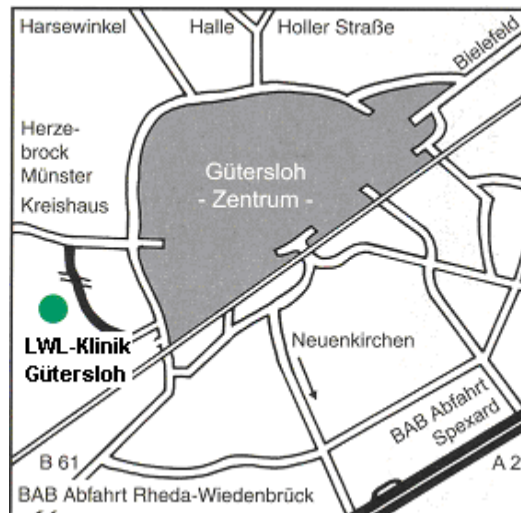 Harsewinkel
Halle
Holler Straße
Bielefeld
Herze-
brock
Münster
Kreishaus
Gütersloh
- Zentrum -
LWL-Klinik
Gütersloh
Neuenkirchen
BAB Abfahrt
Spexard
B 61
A 2
BAB Abfahrt Rheda-Wiedenbrück